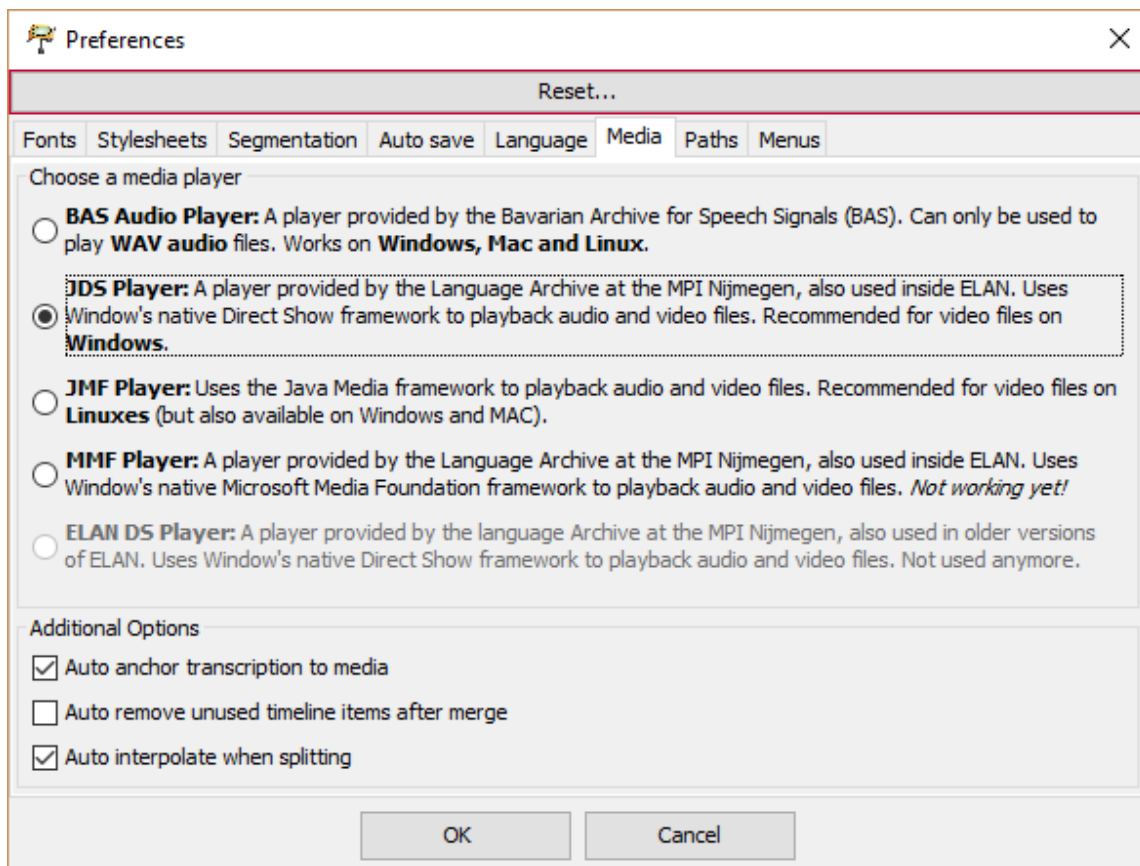 Preferences
Reset...
Fonts Stylesheets Segmentation Auto save Language Media Paths Menus
Choose a media player
BAS Audio Player: A player provided by the Bavarian Archive for Speech Signals (BAS). Can only be used to
play WAV audio files. Works on Windows, Mac and Linux.
JDS Player: A player provided by the Language Archive at the MPI Nijmegen, also used inside ELAN. Uses
Window's native Direct Show framework to playback audio and video files. Recommended for video files on
Windows.
JMF Player: Uses the Java Media framework to playback audio and video files. Recommended for video files on
Linuxes (but also available on Windows and MAC).
MMF Player: A player provided by the Language Archive at the MPI Nijmegen, also used inside ELAN. Uses
Window's native Microsoft Media Foundation framework to playback audio and video files. Not working yet!
ELAN DS Player: A player provided by the language Archive at the MPI Nijmegen, also used in older versions
of ELAN. Uses Window's native Direct Show framework to playback audio and video files. Not used anymore.
Additional Options
Auto anchor transcription to media
Auto remove unused timeline items after merge
Auto interpolate when splitting
OK Cancel